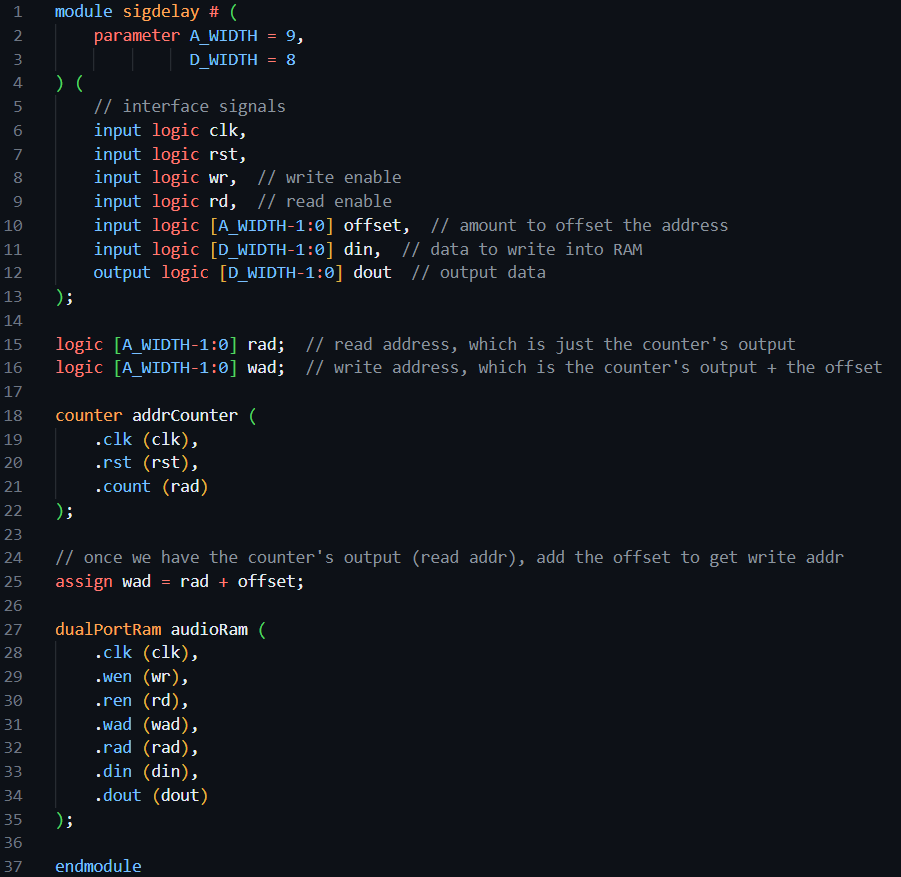 1 module sigdelay # (
2 parameter A_WIDTH = 9,
3 D_WIDTH = 8
4 ) (
5 // interface signals
6 input logic clk,
7 input logic rst,
8 input logic wr, // write enable
9 input logic rd, // read enable
10 input logic [A_WIDTH-1:0] offset, // amount to offset the address
11 input logic [D_WIDTH-1:0] din, // data to write into RAM
12 output logic [D_WIDTH-1:0] dout // output data
13 );
14
15 logic [A_WIDTH-1:0] rad; // read address, which is just the counter's output
16 logic [A_WIDTH-1:0] wad; // write address, which is the counter's output + the offset
17
18 counter addrCounter (
19 .clk (clk),
20 .rst (rst),
21 .count (rad)
22 );
23
24 // once we have the counter's output (read addr), add the offset to get write addr
25 assign wad = rad + offset;
26
27 dualPortRam audioRam (
28 .clk (clk),
29 .wen (wr),
30 .ren (rd),
31 .wad (wad),
32 .rad (rad),
33 .din (din),
34 .dout (dout)
35 );
36
37 endmodule